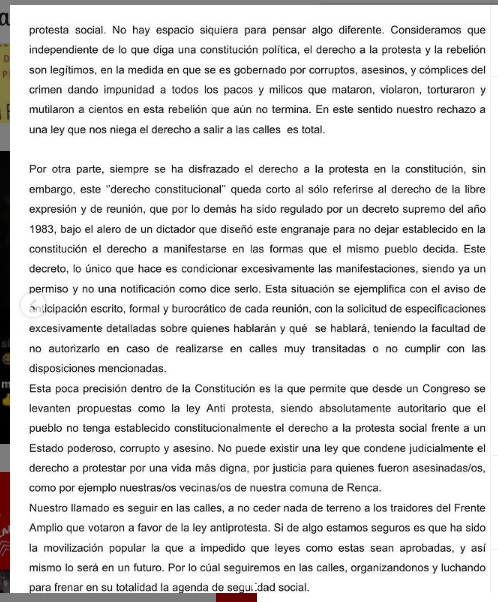 protesta social. No hay espacio siquiera para pensar algo diferente. Consideramos que
independiente de lo que diga una constitución política, el derecho a la protesta y la rebelión
son legítimos, en la medida en que se es gobernado por corruptos, asesinos, y cómplices del
crimen dando impunidad a todos los pacos y milicos que mataron, violaron, torturaron y
mutilaron a cientos en esta rebelión que aún no termina. En este sentido nuestro rechazo a
una ley que nos niega el derecho a salir a las calles es total.
Por otra parte, siempre se ha disfrazado el derecho a la protesta en la constitución, sin
embargo, este “derecho constitucional” queda corto al sólo referirse al derecho de la libre
expresión y de reunión, que por lo demás ha sido regulado por un decreto supremo del año
1983, bajo el alero de un dictador que diseñó este engranaje para no dejar establecido en la
constitución el derecho a manifestarse en las formas que el mismo pueblo decida. Este
decreto, lo único que hace es condicionar excesivamente las manifestaciones, siendo ya un
permiso y no una notificación como dice serlo. Esta situación se ejemplifica con el aviso de
anticipación escrito, formal y burocrático de cada reunión, con la solicitud de especificaciones
excesivamente detalladas sobre quienes hablarán y qué se hablará, teniendo la facultad de
no autorizarlo en caso de realizarse en calles muy transitadas o no cumplir con las
disposiciones mencionadas.
Esta poca precisión dentro de la Constitución es la que permite que desde un Congreso se
levanten propuestas como la ley Anti protesta, siendo absolutamente autoritario que el
pueblo no tenga establecido constitucionalmente el derecho a la protesta social frente a un
Estado poderoso, corrupto y asesino. No puede existir una ley que condene judicialmente el
derecho a protestar por una vida más digna, por justicia para quienes fueron asesinadas/os,
como por ejemplo nuestras/os vecinas/os de nuestra comuna de Renca.
Nuestro llamado es seguir en las calles, a no ceder nada de terreno a los traidores del Frente
Amplio que votaron a favor de la ley antiprotesta. Si de algo estamos seguros es que ha sido
la movilización popular la que a impedido que leyes como estas sean aprobadas, y así
mismo lo será en un futuro. Por lo cúal seguiremos en las calles, organizandonos y luchando
para frenar en su totalidad la agenda de seguridad social.